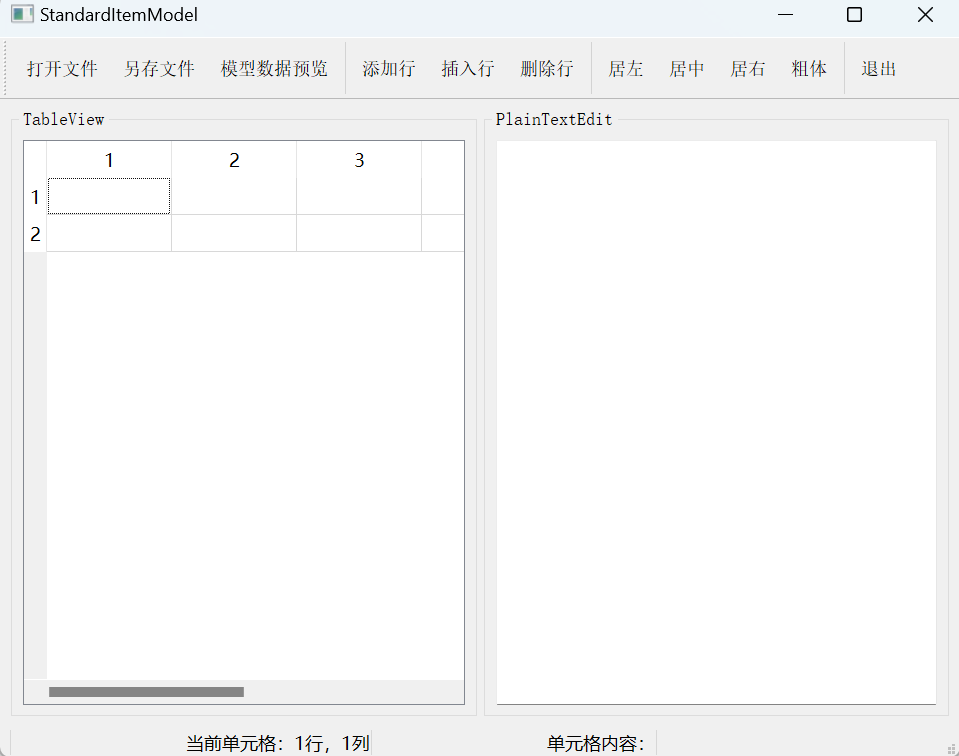 StandardItemModel
打开文件 另存文件 模型数据预览 添加行 插入行 删除行 居左 居中 居右 粗体 退出
TableView PlainTextEdit
1 2 3
1
2
当前单元格：1行，1列 单元格内容：